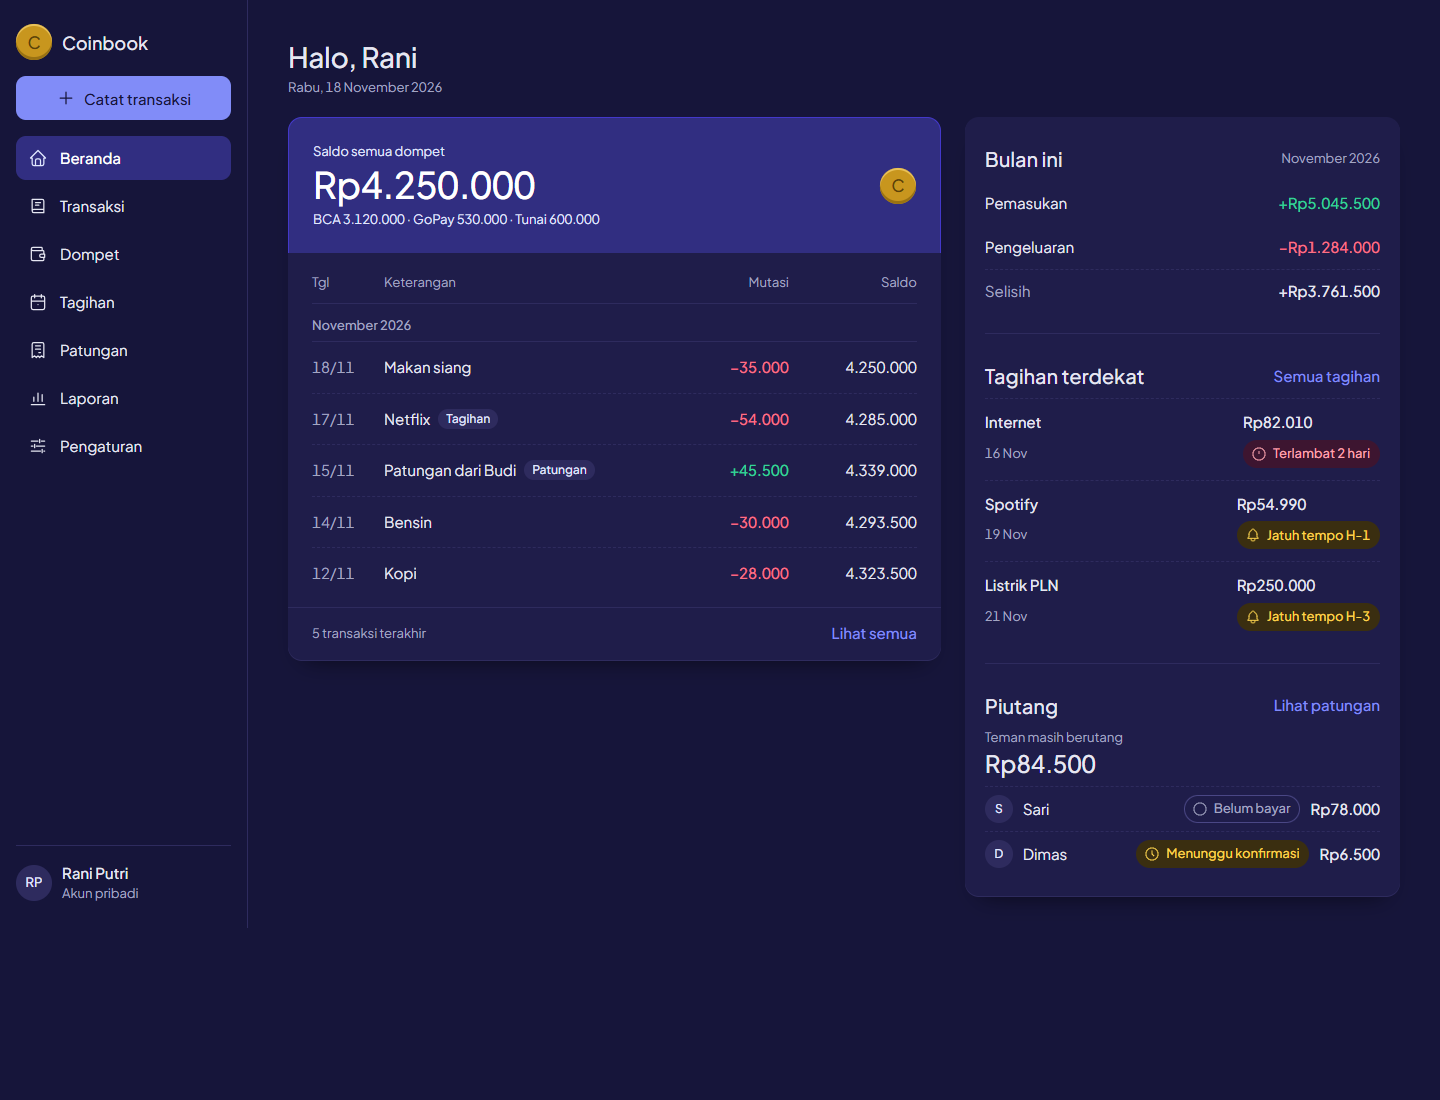 C Coinbook
Catat transaksi
Beranda
Transaksi
Dompet
Tagihan
Patungan
Laporan
Pengaturan
RP Rani Putri
Akun pribadi
Halo, Rani
Rabu, 18 November 2026
Saldo semua dompet
Rp4.250.000
BCA 3.120.000 · GoPay 530.000 · Tunai 600.000
C
Tgl Keterangan Mutasi Saldo
November 2026
18/11 Makan siang −35.000 4.250.000
17/11 Netflix Tagihan −54.000 4.285.000
15/11 Patungan dari Budi Patungan +45.500 4.339.000
14/11 Bensin −30.000 4.293.500
12/11 Kopi −28.000 4.323.500
5 transaksi terakhir Lihat semua
Bulan ini November 2026
Pemasukan +Rp5.045.500
Pengeluaran −Rp1.284.000
Selisih +Rp3.761.500
Tagihan terdekat Semua tagihan
Internet Rp82.010
16 Nov Terlambat 2 hari
Spotify Rp54.990
19 Nov Jatuh tempo H-1
Listrik PLN Rp250.000
21 Nov Jatuh tempo H-3
Piutang Lihat patungan
Teman masih berutang
Rp84.500
S Sari Belum bayar Rp78.000
D Dimas Menunggu konfirmasi Rp6.500